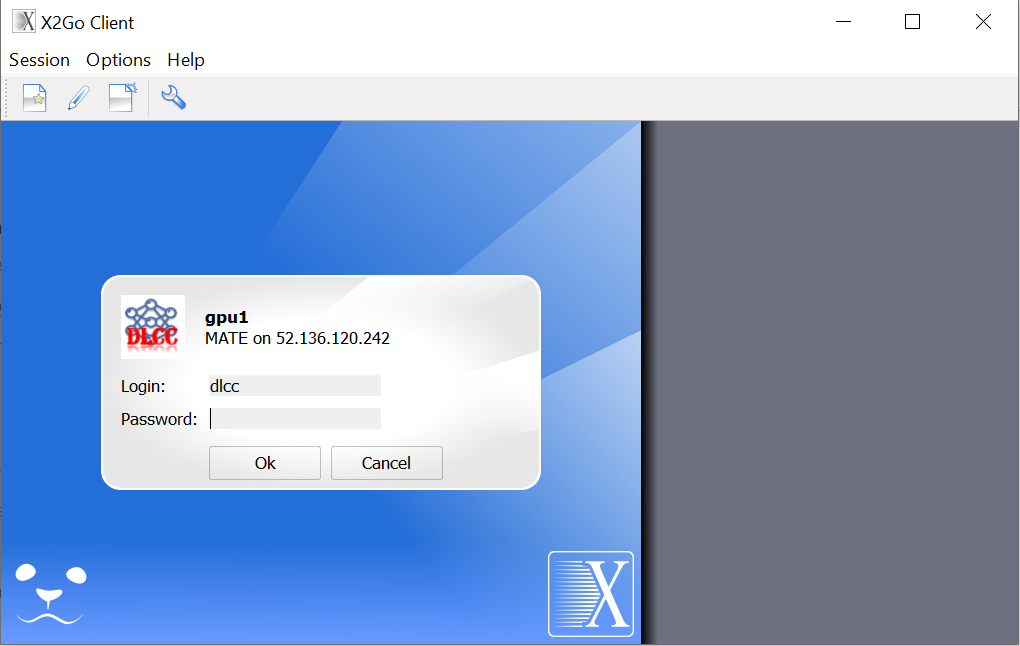 X2Go Client
Session Options Help
DLCC
gpu1
MATE on 52.136.120.242
Login: dlcc
Password:
Ok Cancel
X